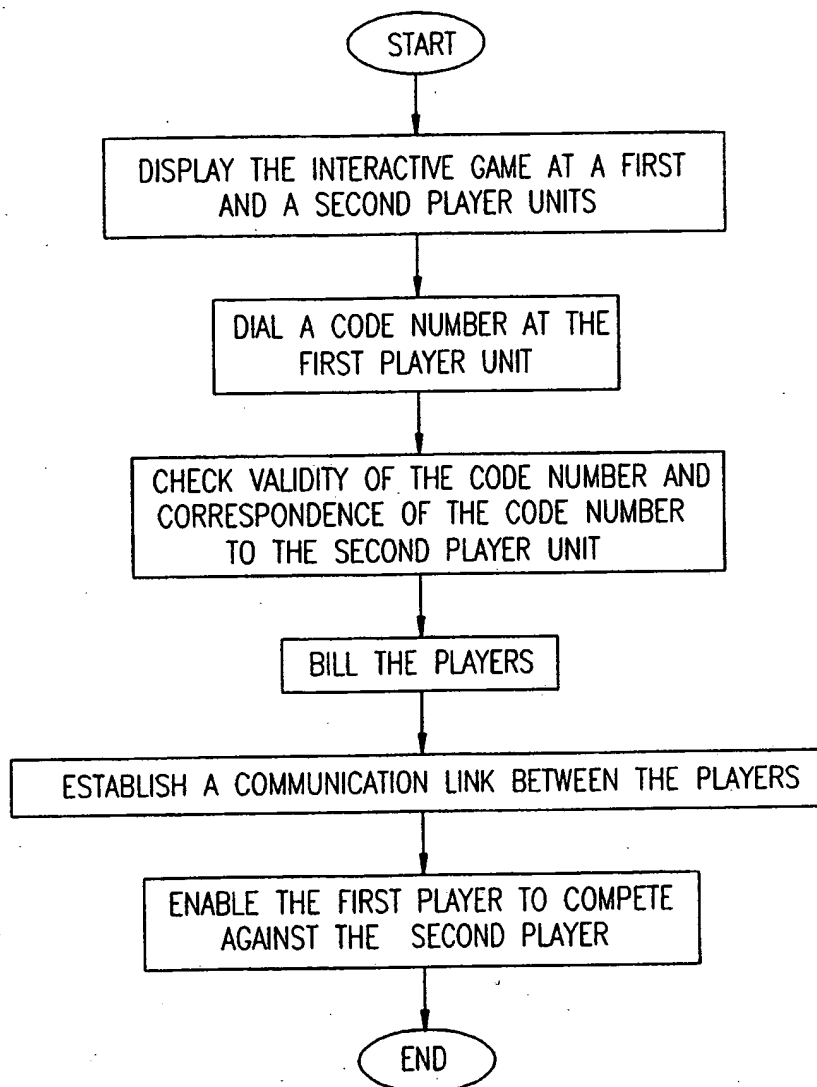 START
DISPLAY THE INTERACTIVE GAME AT A FIRST
AND A SECOND PLAYER UNITS
DIAL A CODE NUMBER AT THE
FIRST PLAYER UNIT
CHECK VALIDITY OF THE CODE NUMBER AND
CORRESPONDENCE OF THE CODE NUMBER
TO THE SECOND PLAYER UNIT
BILL THE PLAYERS
ESTABLISH A COMMUNICATION LINK BETWEEN THE PLAYERS
ENABLE THE FIRST PLAYER TO COMPETE
AGAINST THE SECOND PLAYER
END